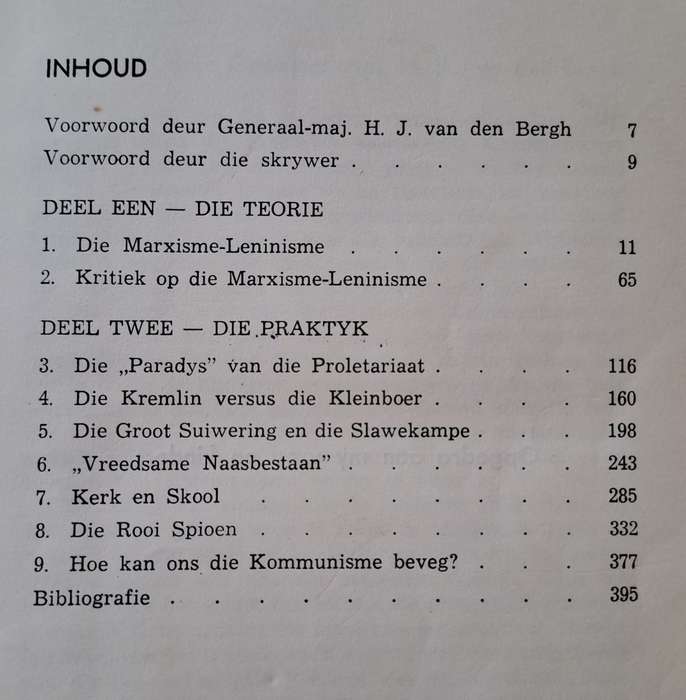 INHOUD
Voorwoord deur Generaal-maj. H. J. van den Bergh 7
Voorwoord deur die skrywer . . . . . . 9
DEEL EEN — DIE TEORIE
1. Die Marxisme-Leninisme . . . . . . 11
2. Kritiek op die Marxisme-Leninisme . . . . 65
DEEL TWEE — DIE PRAKTYK
3. Die „Paradys” van die Proletariaat . . . . 116
4. Die Kremlin versus die Kleinboer . . . . 160
5. Die Groot Suiwering en die Slawekampe . . . 198
6. „Vreedsame Naasbestaan” . . . . . . 243
7. Kerk en Skool . . . . . . . . 285
8. Die Rooi Spioen . . . . . . . . 332
9. Hoe kan ons die Kommunisme beveg? . . . 377
Bibliografie . . . . . . . . . . 395